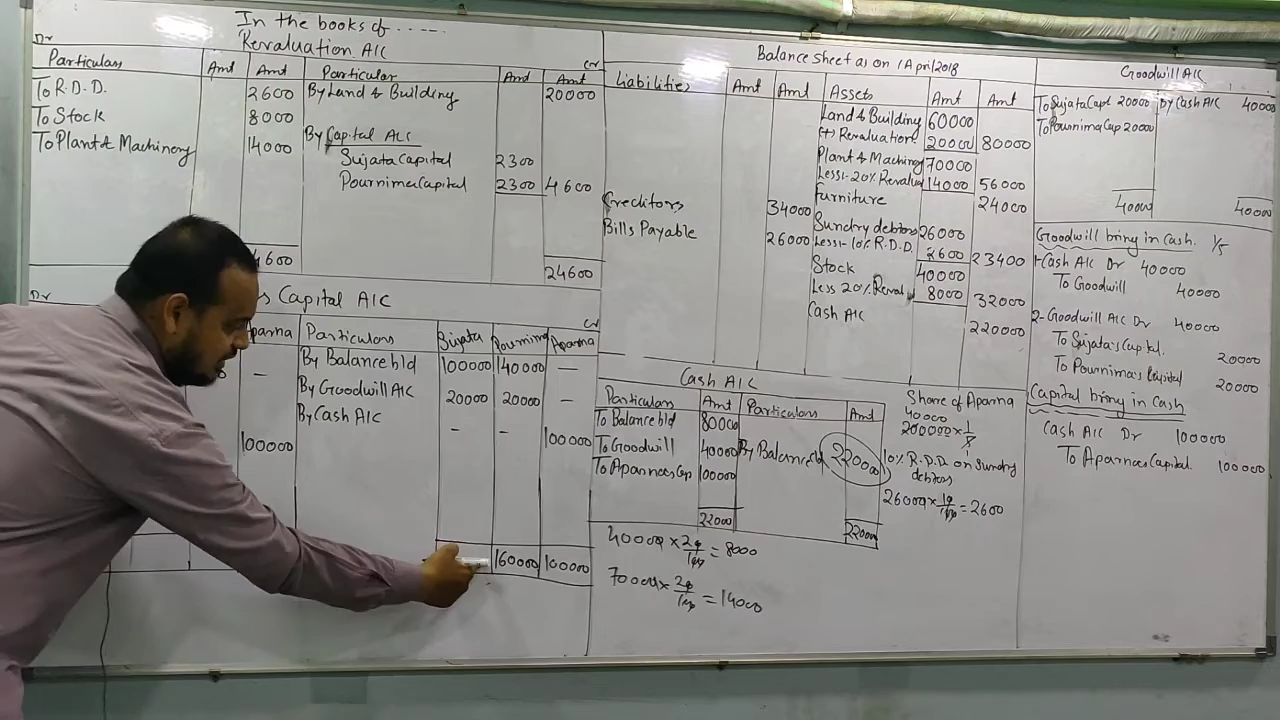 In the books of ......
Revaluation A/C
Dr Cr
Particulars Amt Amt Particular Amt Amt
To R.D.D. 2600 By Land & Building 20000
To Stock 8000
To Plant & Machinery 14000 By Capital A/C
Sujata Capital 2300
Pournima Capital 2300 4600
4600 24600
s Capital A/C
Dr Cr
Aparna Particulars Sujata Pournima Aparna
— By Balance b/d 100000 140000 —
By Goodwill A/C 20000 20000 —
By Cash A/C - - 100000
100000
160000 100000
Balance sheet as on 1 April 2018
Liabilities Amt Amt Assets Amt Amt
Land & Building 60000
(+) Revaluation 20000 80000
Plant & Machiney 70000
Less:- 20% Revalua 14000 56000
Furniture 24000
Creditors 34000 Sundry debtors 26000
Bills Payable 26000 Less:- 10% R.D.D. 2600 23400
Stock 40000
Less 20% Reval 8000 32000
Cash A/C 220000
Cash A/C
Particulars Amt Particulars Amt
To Balance b/d 80000
To Goodwill 40000 By Balance c/d 220000
To Aparnaas Cap 100000
22000 22000
40000 × 20/100 = 8000
70000 × 20/100 = 14000
Share of Aparna
40000
200000 × 1/5
1
10% R.D.D. on Sundry
debtors
26000 × 10/100 = 2600
Goodwill A/C
To Sujata Capt 20000 By Cash A/C 40000
To Pournima Cap 20000
40000 40000
Goodwill bring in Cash. 1/5
1- Cash A/C Dr 40000
To Goodwill 40000
2- Goodwill A/C Dr 40000
To Sujata's Capital. 20000
To Pournima's Capital 20000
Capital bring in Cash
Cash A/C Dr 100000
To Aparnaas Capital. 100000